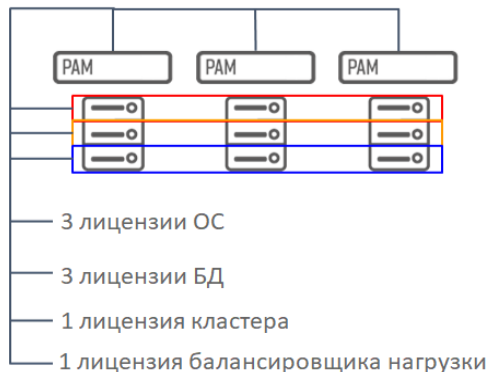 PAM PAM PAM
3 лицензии ОС
3 лицензии БД
1 лицензия кластера
1 лицензия балансировщика нагрузки